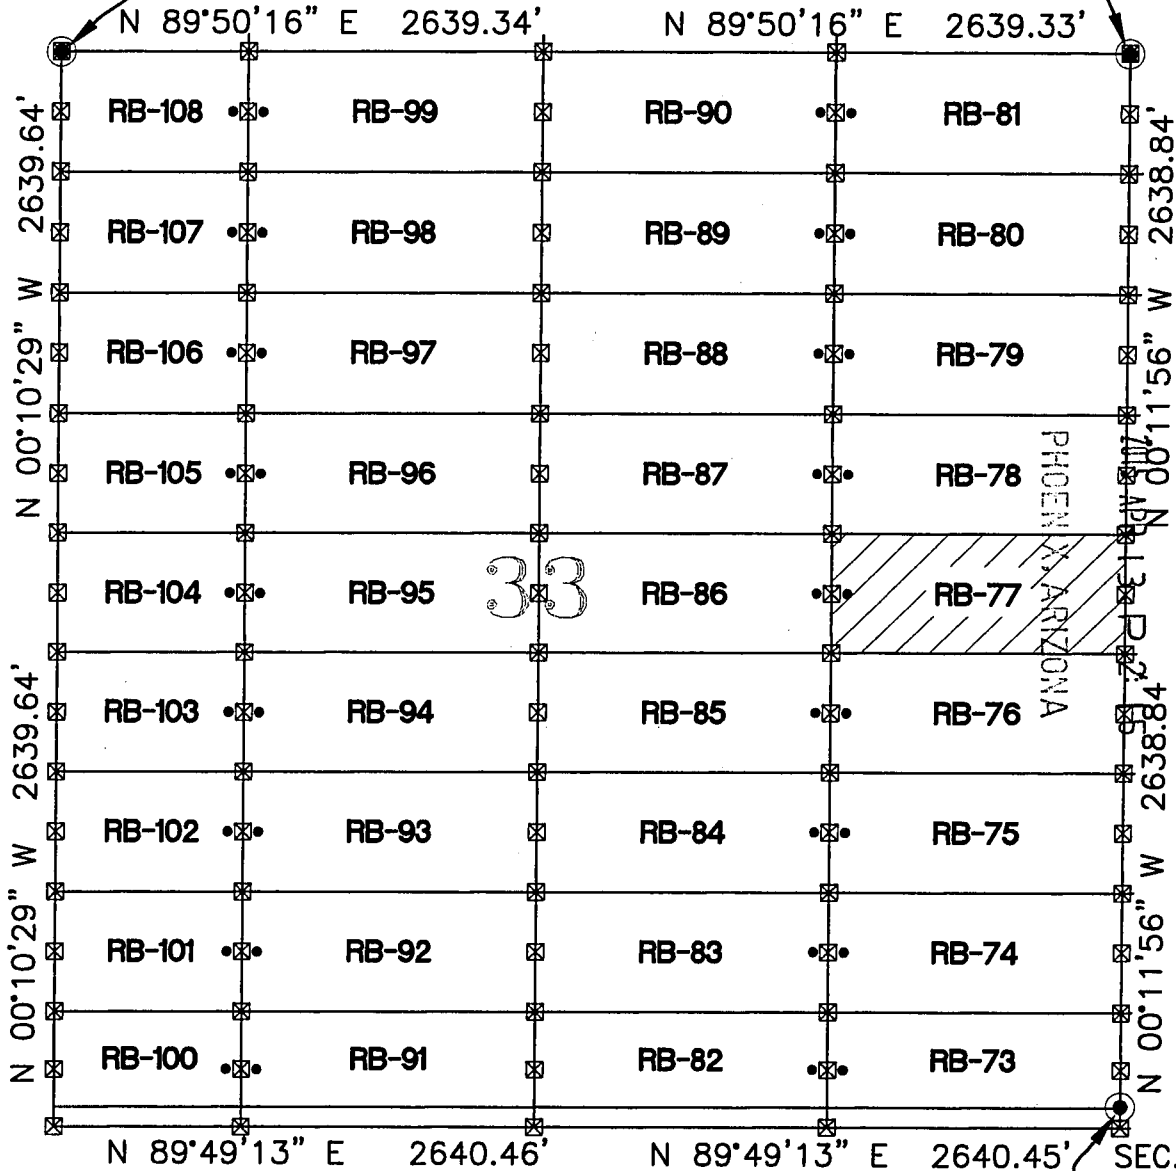 N 89°50'16" E 2639.34' N 89°50'16" E 2639.33'
N 00°10'29" W 2639.64'
N 00°11'56" W 2638.84'
RB-108 RB-99 RB-90 RB-81
RB-107 RB-98 RB-89 RB-80
RB-106 RB-97 RB-88 RB-79
RB-105 RB-96 RB-87 RB-78
RB-104 RB-95 33 RB-86 RB-77
PHOENIX, ARIZONA
RB-103 RB-94 RB-85 RB-76
RB-102 RB-93 RB-84 RB-75
RB-101 RB-92 RB-83 RB-74
RB-100 RB-91 RB-82 RB-73
N 00°10'29" W 2639.64'
N 00°11'56" W 2638.84
N 89°49'13" E 2640.46' N 89°49'13" E 2640.45' SEC